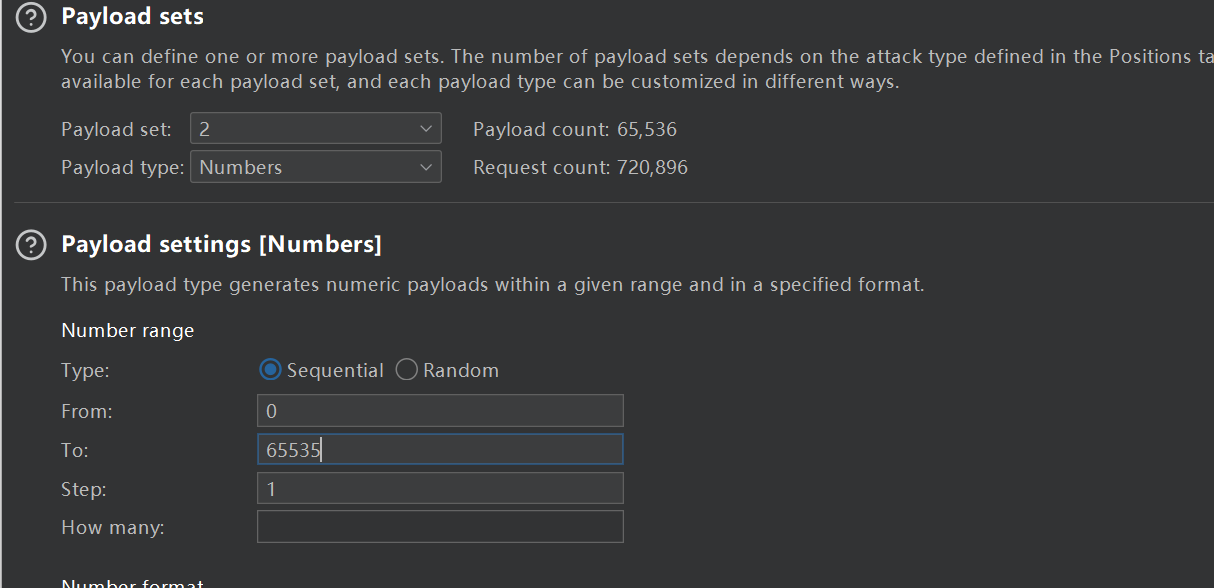 Payload sets
You can define one or more payload sets. The number of payload sets depends on the attack type defined in the Positions ta
available for each payload set, and each payload type can be customized in different ways.
Payload set: 2 Payload count: 65,536
Payload type: Numbers Request count: 720,896
Payload settings [Numbers]
This payload type generates numeric payloads within a given range and in a specified format.
Number range
Type: Sequential Random
From: 0
To: 65535
Step: 1
How many:
Number format